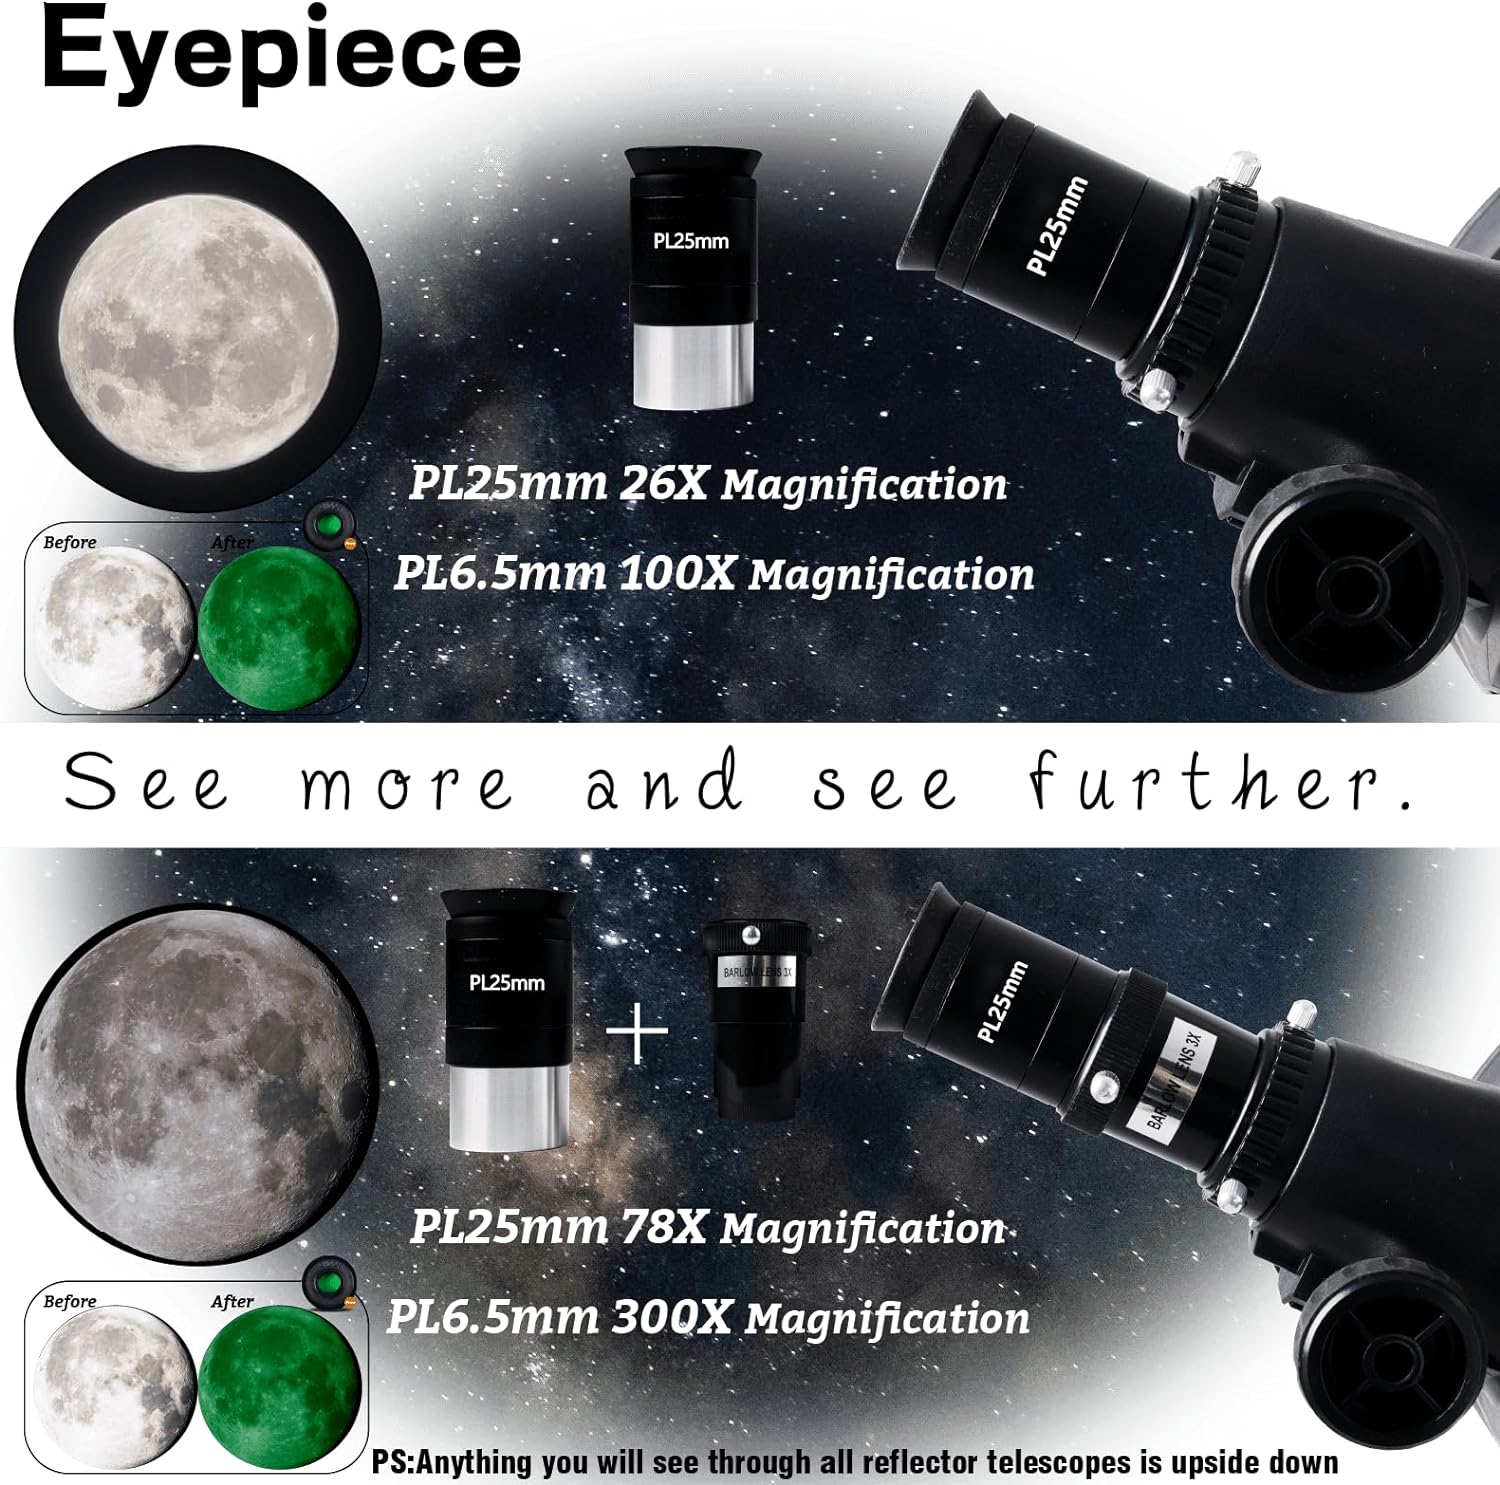 Eyepiece
PL25mm
PL25mm
PL25mm 26X Magnification
Before
After
PL6.5mm 100X Magnification
See more and see further.
PL25mm
BARLOW LENS 3X
PL25mm
BARLOW LENS 3X
PL25mm 78X Magnification
Before
After
PL6.5mm 300X Magnification
PS:Anything you will see through all reflector telescopes is upside down